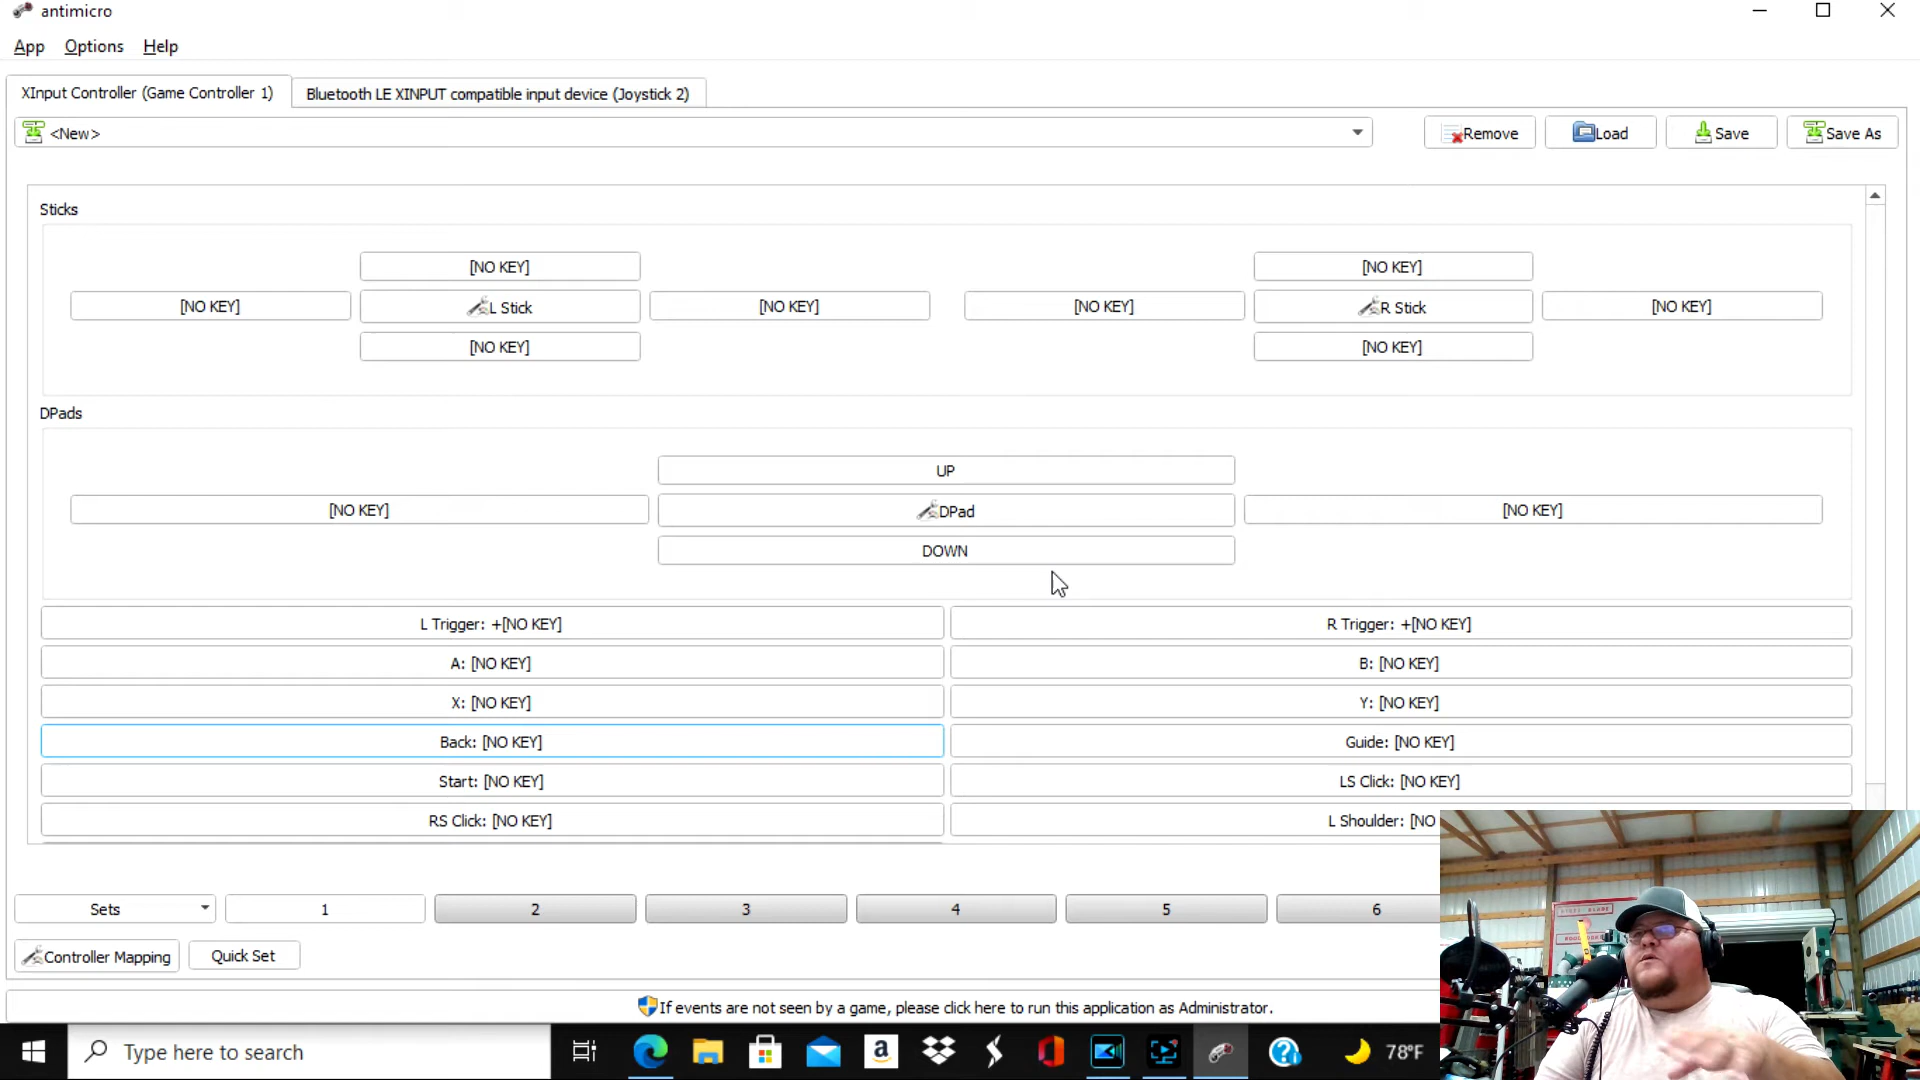 antimicro
App Options Help
XInput Controller (Game Controller 1) Bluetooth LE XINPUT compatible input device (Joystick 2)
<New> Remove Load Save Save As
Sticks
[NO KEY] [NO KEY]
[NO KEY] L Stick [NO KEY] [NO KEY] R Stick [NO KEY]
[NO KEY] [NO KEY]
DPads
UP
[NO KEY] DPad [NO KEY]
DOWN
L Trigger: +[NO KEY] R Trigger: +[NO KEY]
A: [NO KEY] B: [NO KEY]
X: [NO KEY] Y: [NO KEY]
Back: [NO KEY] Guide: [NO KEY]
Start: [NO KEY] LS Click: [NO KEY]
RS Click: [NO KEY] L Shoulder: [NO
Sets 1 2 3 4 5 6
Controller Mapping Quick Set
If events are not seen by a game, please click here to run this application as Administrator.
Type here to search 78°F